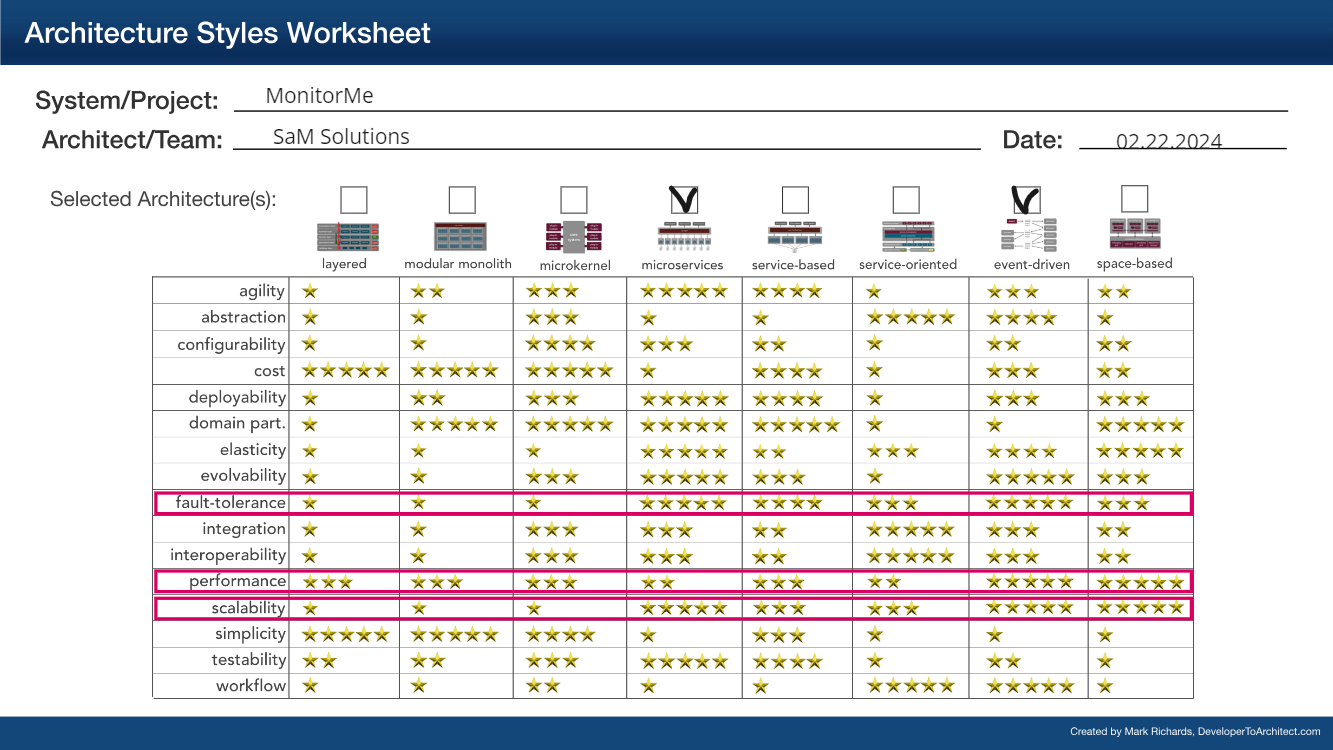 Architecture Styles Worksheet
System/Project: MonitorMe
Architect/Team: SaM Solutions Date: 02.22.2024
Selected Architecture(s):
layered modular monolith microkernel microservices service-based service-oriented event-driven space-based
agility
abstraction
configurability
cost
deployability
domain part.
elasticity
evolvability
fault-tolerance
integration
interoperability
performance
scalability
simplicity
testability
workflow
Created by Mark Richards, DeveloperToArchitect.com